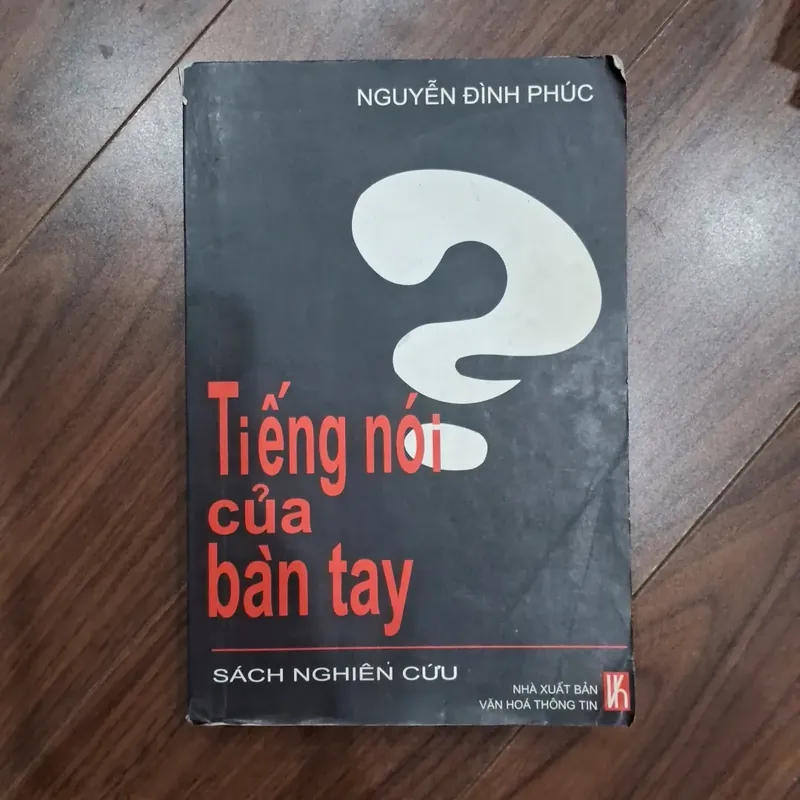 NGUYỄN ĐÌNH PHÚC
?
Tiếng nói
của
bàn tay
SÁCH NGHIÊN CỨU
NHÀ XUẤT BẢN
VĂN HOÁ THÔNG TIN